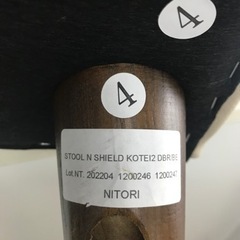 4
4
STOOL N SHIELD KOTEI2 DBR/BE
Lot.NT. 202204 1200246 1200247
NITORI